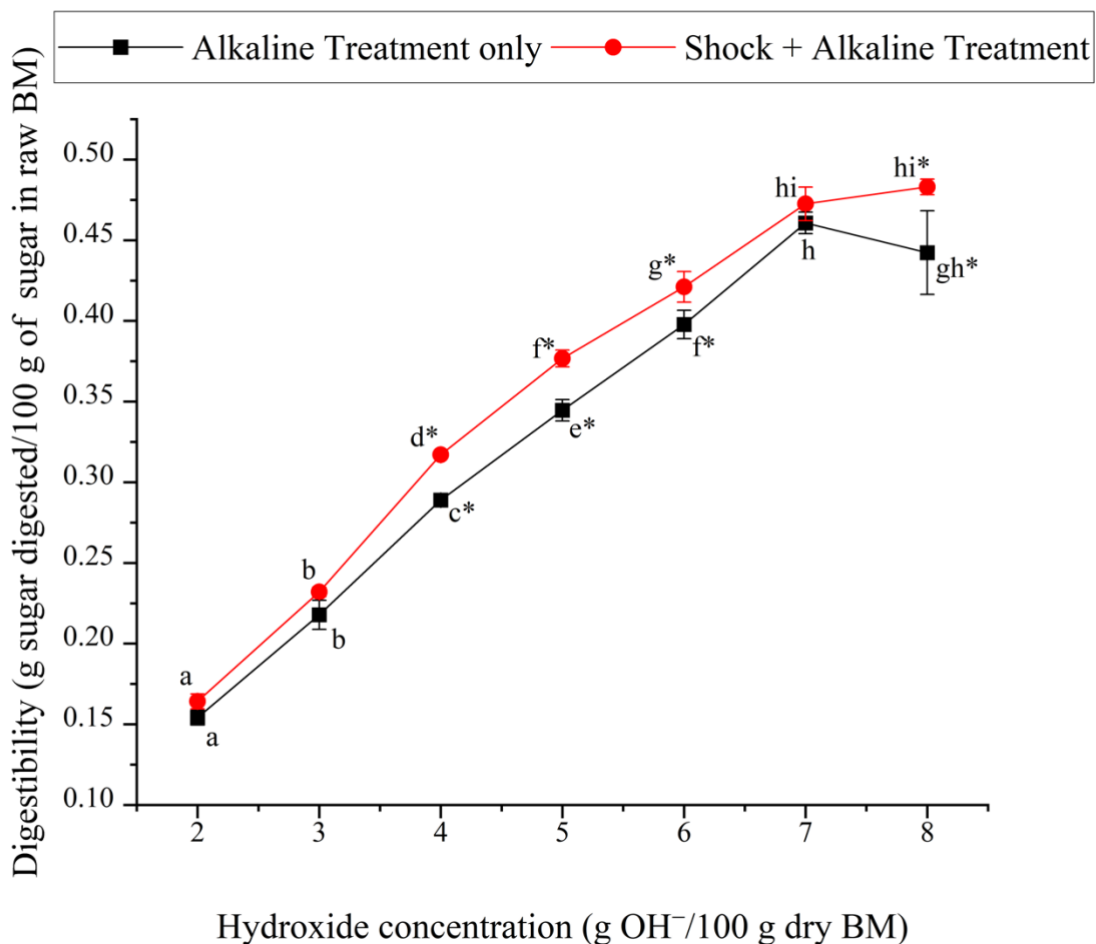 Alkaline Treatment only Shock + Alkaline Treatment
Digestibility (g sugar digested/100 g of sugar in raw BM)
0.50
0.45
0.40
0.35
0.30
0.25
0.20
0.15
0.10
a
a
b
b
d*
c*
f*
e*
g*
f*
hi
h
hi*
gh*
2 3 4 5 6 7 8
Hydroxide concentration (g OH⁻/100 g dry BM)